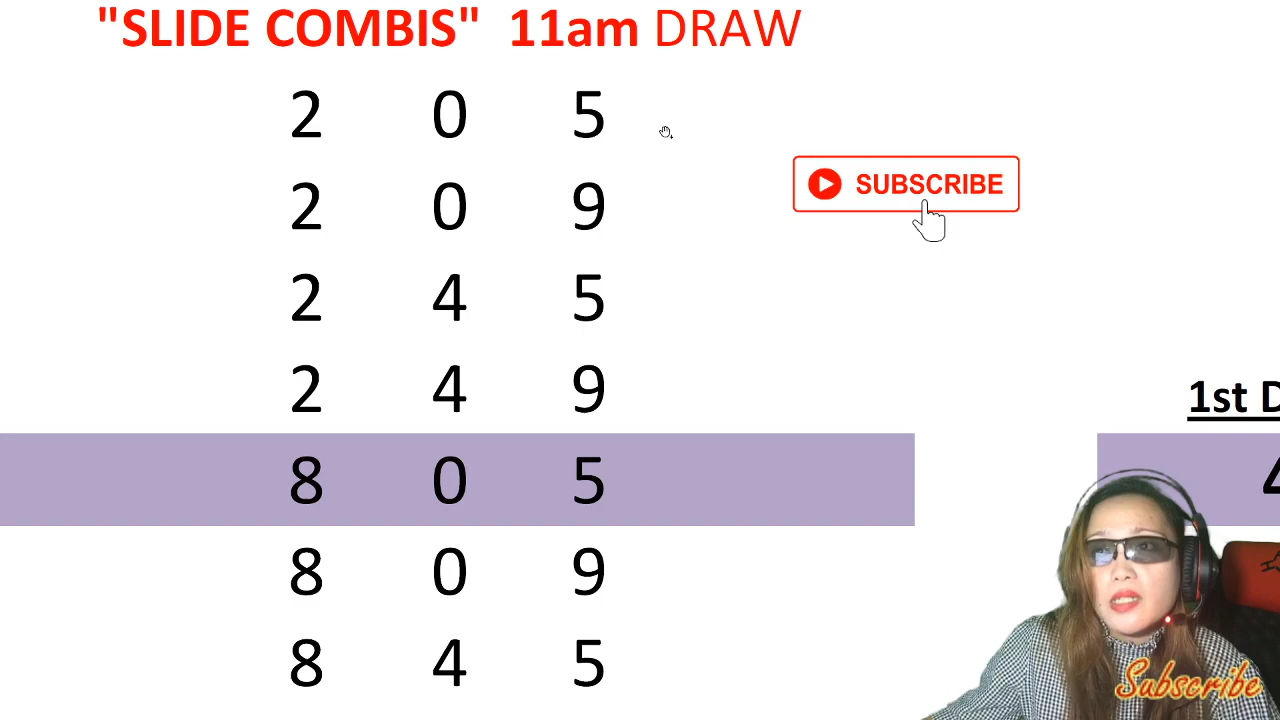 "SLIDE COMBIS" 11am DRAW
2 0 5
SUBSCRIBE
2 0 9
2 4 5
2 4 9
1st D
8 0 5
8 0 9
8 4 5
Subscribe